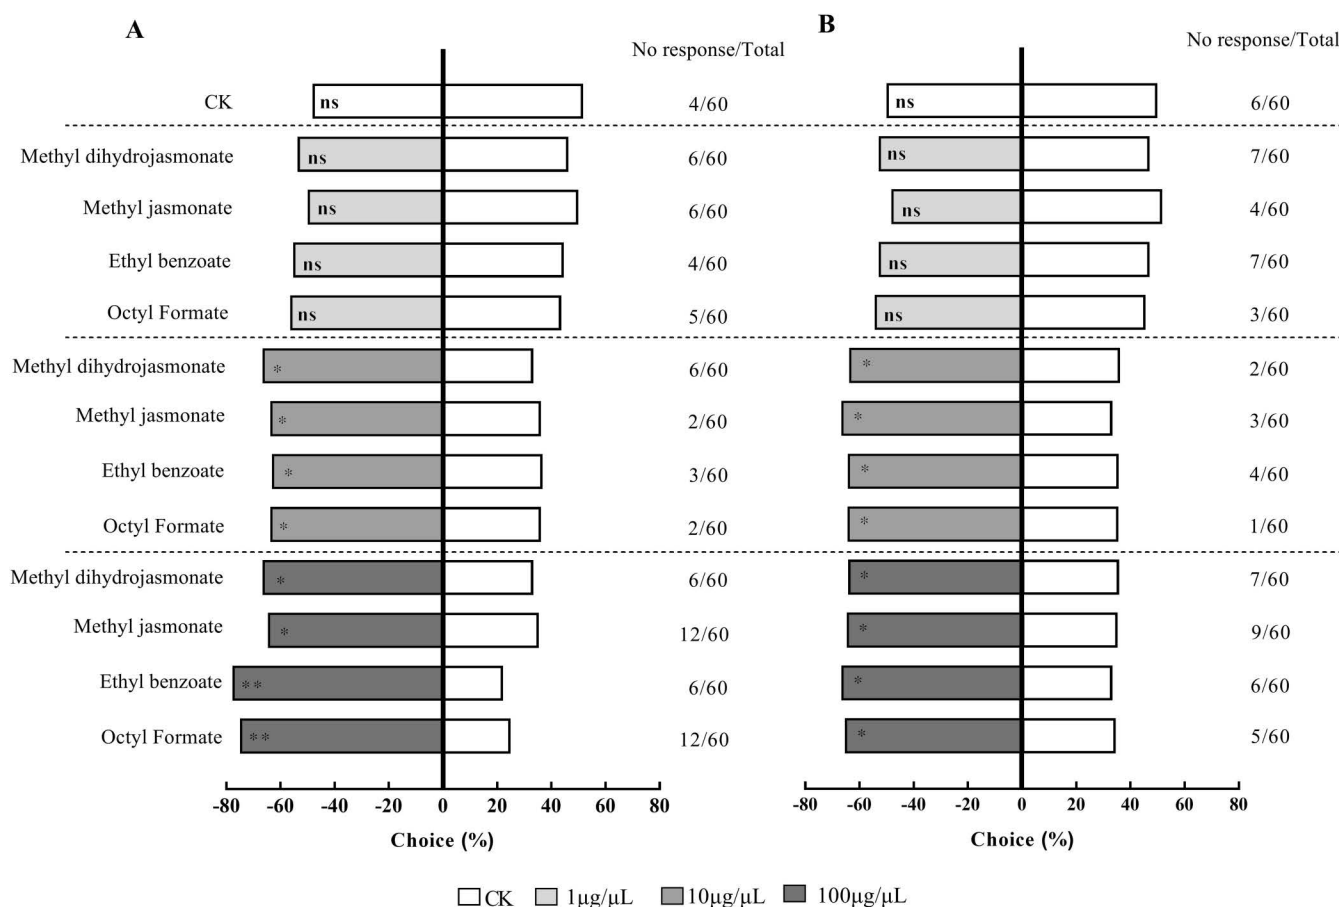 A B
No response/Total No response/Total
CK ns 4/60 ns 6/60
Methyl dihydrojasmonate ns 6/60 ns 7/60
Methyl jasmonate ns 6/60 ns 4/60
Ethyl benzoate ns 4/60 ns 7/60
Octyl Formate ns 5/60 ns 3/60
Methyl dihydrojasmonate * 6/60 * 2/60
Methyl jasmonate * 2/60 * 3/60
Ethyl benzoate * 3/60 * 4/60
Octyl Formate * 2/60 * 1/60
Methyl dihydrojasmonate * 6/60 * 7/60
Methyl jasmonate * 12/60 * 9/60
Ethyl benzoate ** 6/60 * 6/60
Octyl Formate ** 12/60 * 5/60
-80 -60 -40 -20 0 20 40 60 80 -80 -60 -40 -20 0 20 40 60 80
Choice (%) Choice (%)
CK 1μg/μL 10μg/μL 100μg/μL